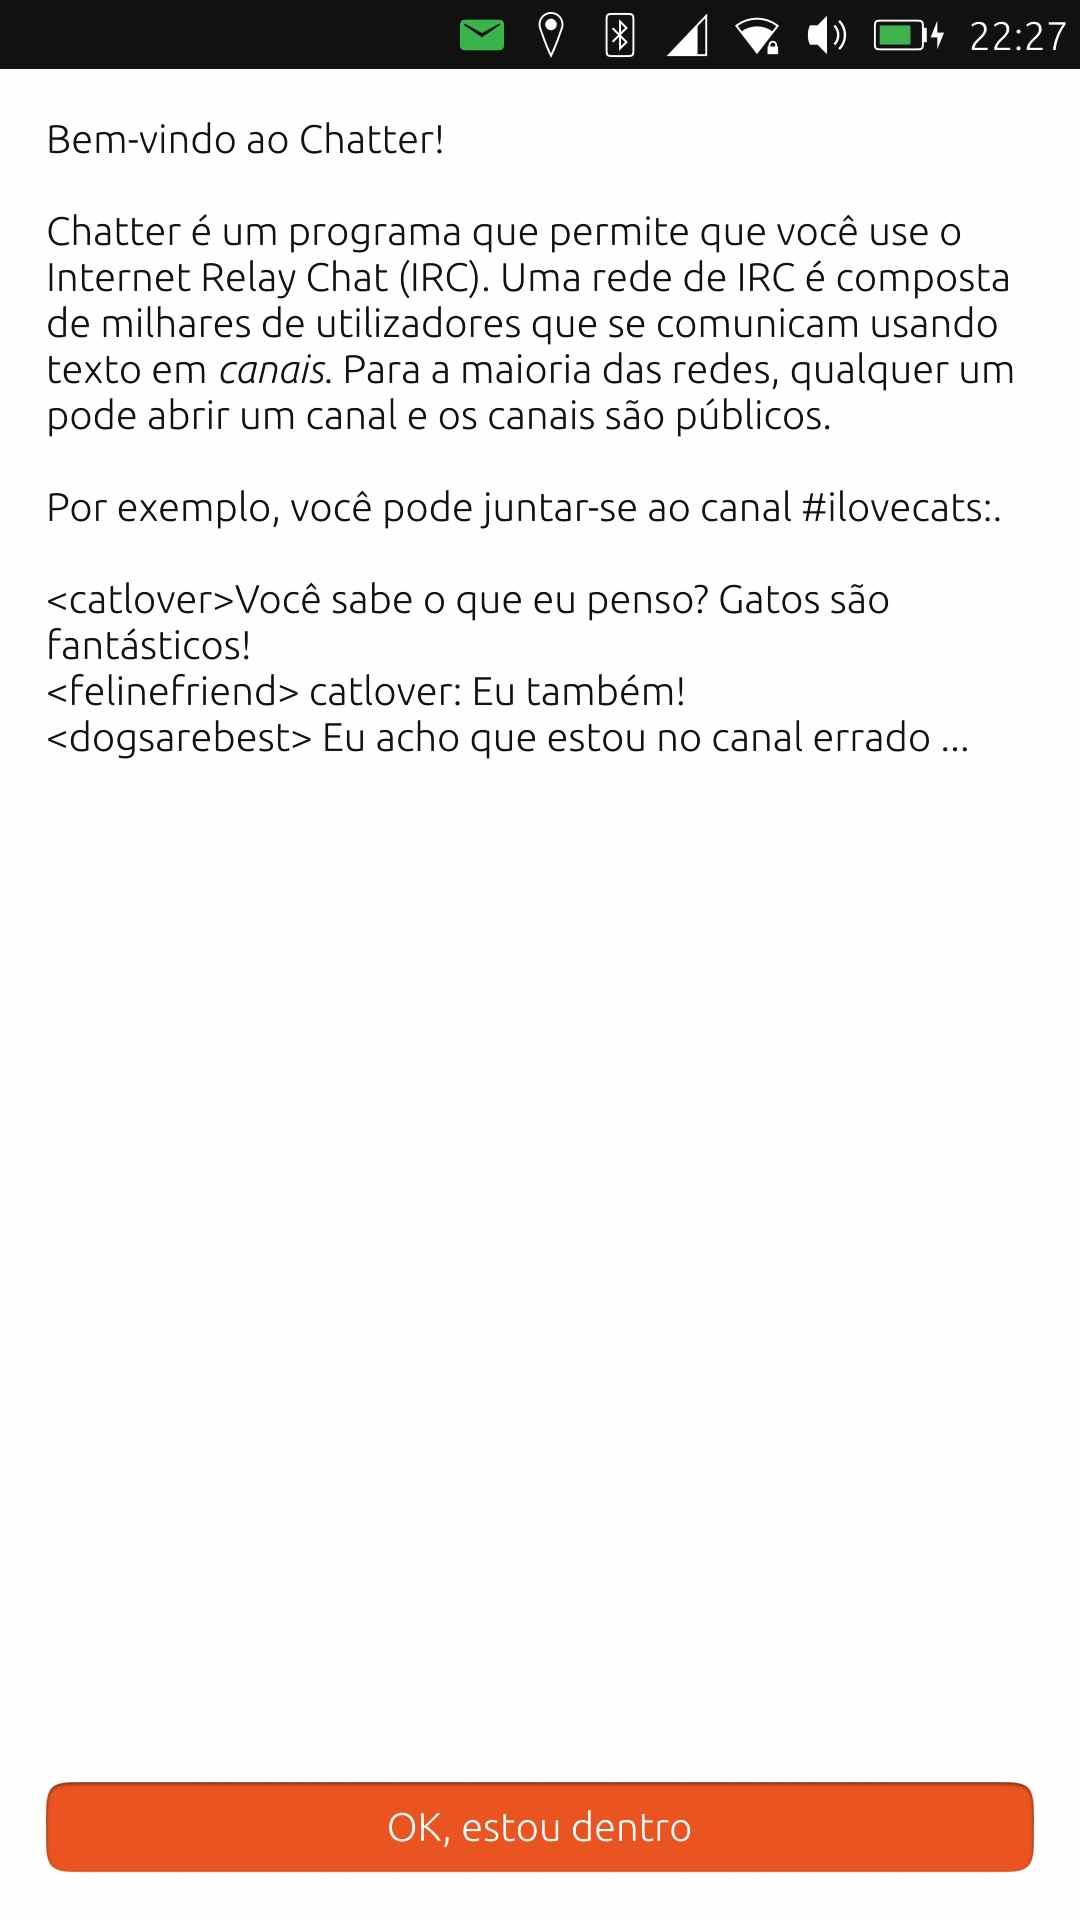 22:27
Bem-vindo ao Chatter!
Chatter é um programa que permite que você use o
Internet Relay Chat (IRC). Uma rede de IRC é composta
de milhares de utilizadores que se comunicam usando
texto em canais. Para a maioria das redes, qualquer um
pode abrir um canal e os canais são públicos.
Por exemplo, você pode juntar-se ao canal #ilovecats:.
<catlover>Você sabe o que eu penso? Gatos são
fantásticos!
<felinefriend> catlover: Eu também!
<dogsarebest> Eu acho que estou no canal errado ...
OK, estou dentro